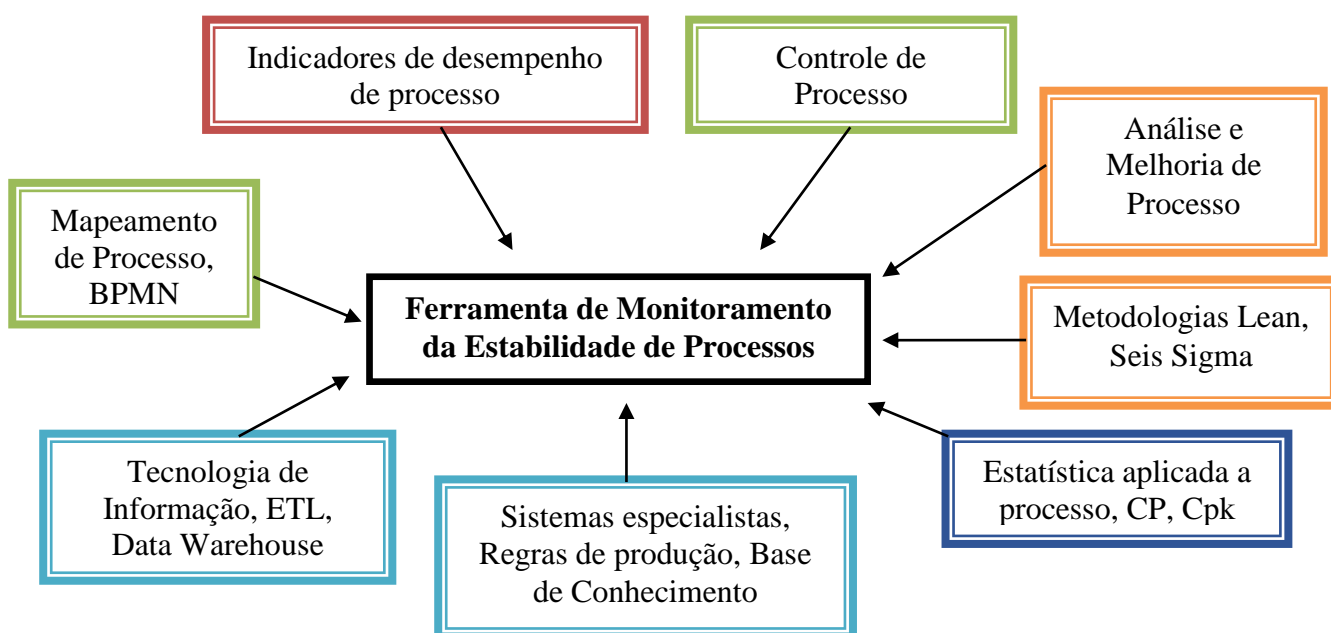 Indicadores de desempenho
de processo
Controle de
Processo
Análise e
Melhoria de
Processo
Mapeamento
de Processo,
BPMN
Ferramenta de Monitoramento
da Estabilidade de Processos
Metodologias Lean,
Seis Sigma
Tecnologia de
Informação, ETL,
Data Warehouse
Sistemas especialistas,
Regras de produção, Base
de Conhecimento
Estatística aplicada a
processo, CP, Cpk